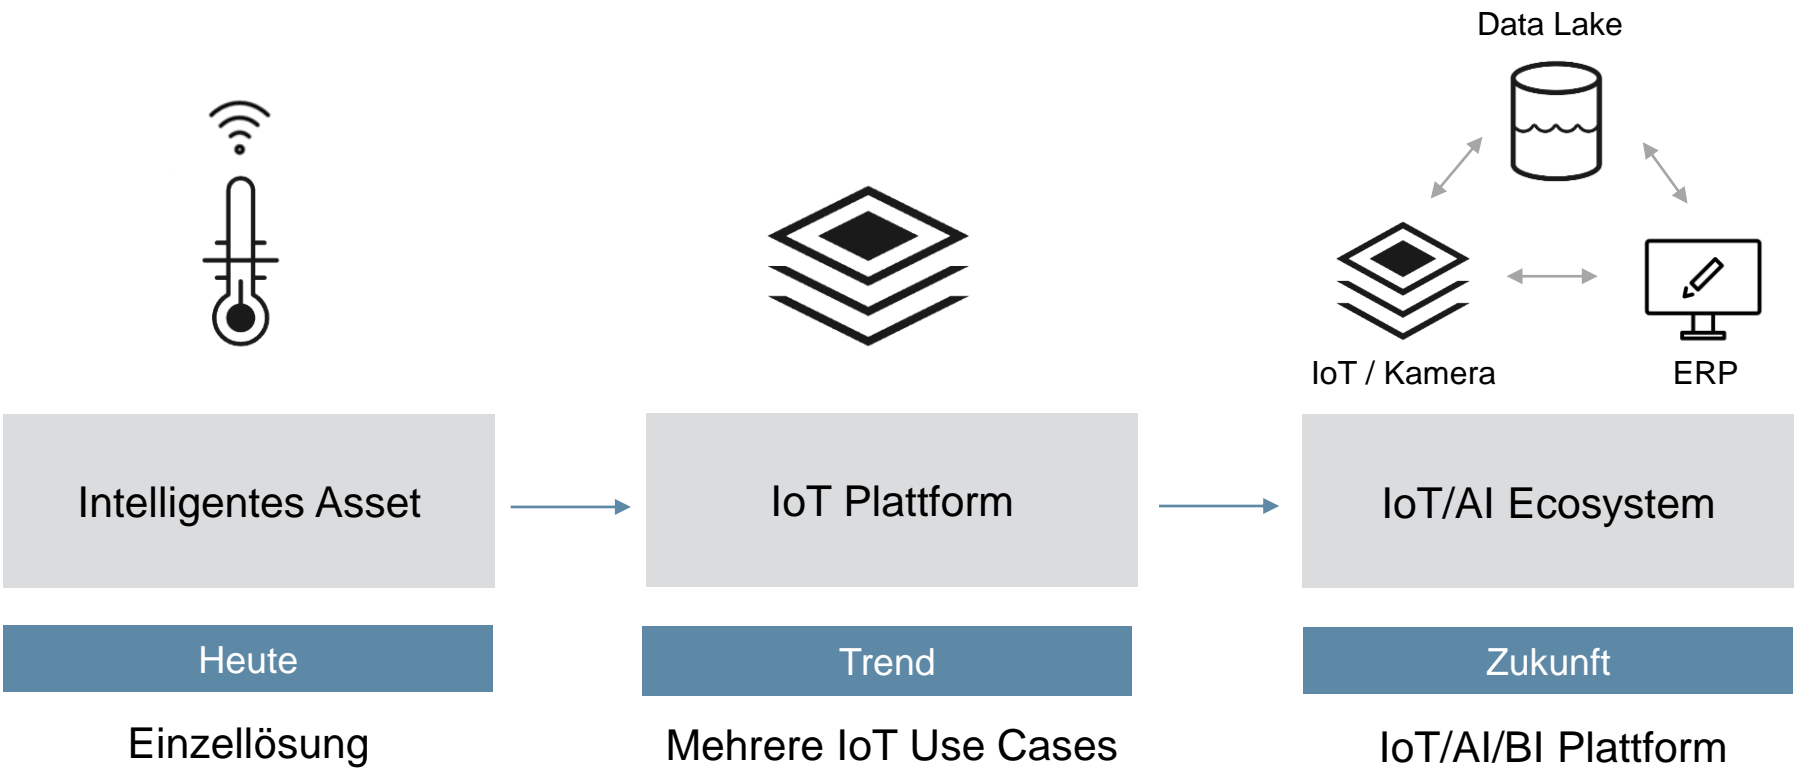 Data Lake
IoT / Kamera
ERP
Intelligentes Asset
IoT Plattform
IoT/AI Ecosystem
Heute
Trend
Zukunft
Einzellösung
Mehrere IoT Use Cases
IoT/AI/BI Plattform